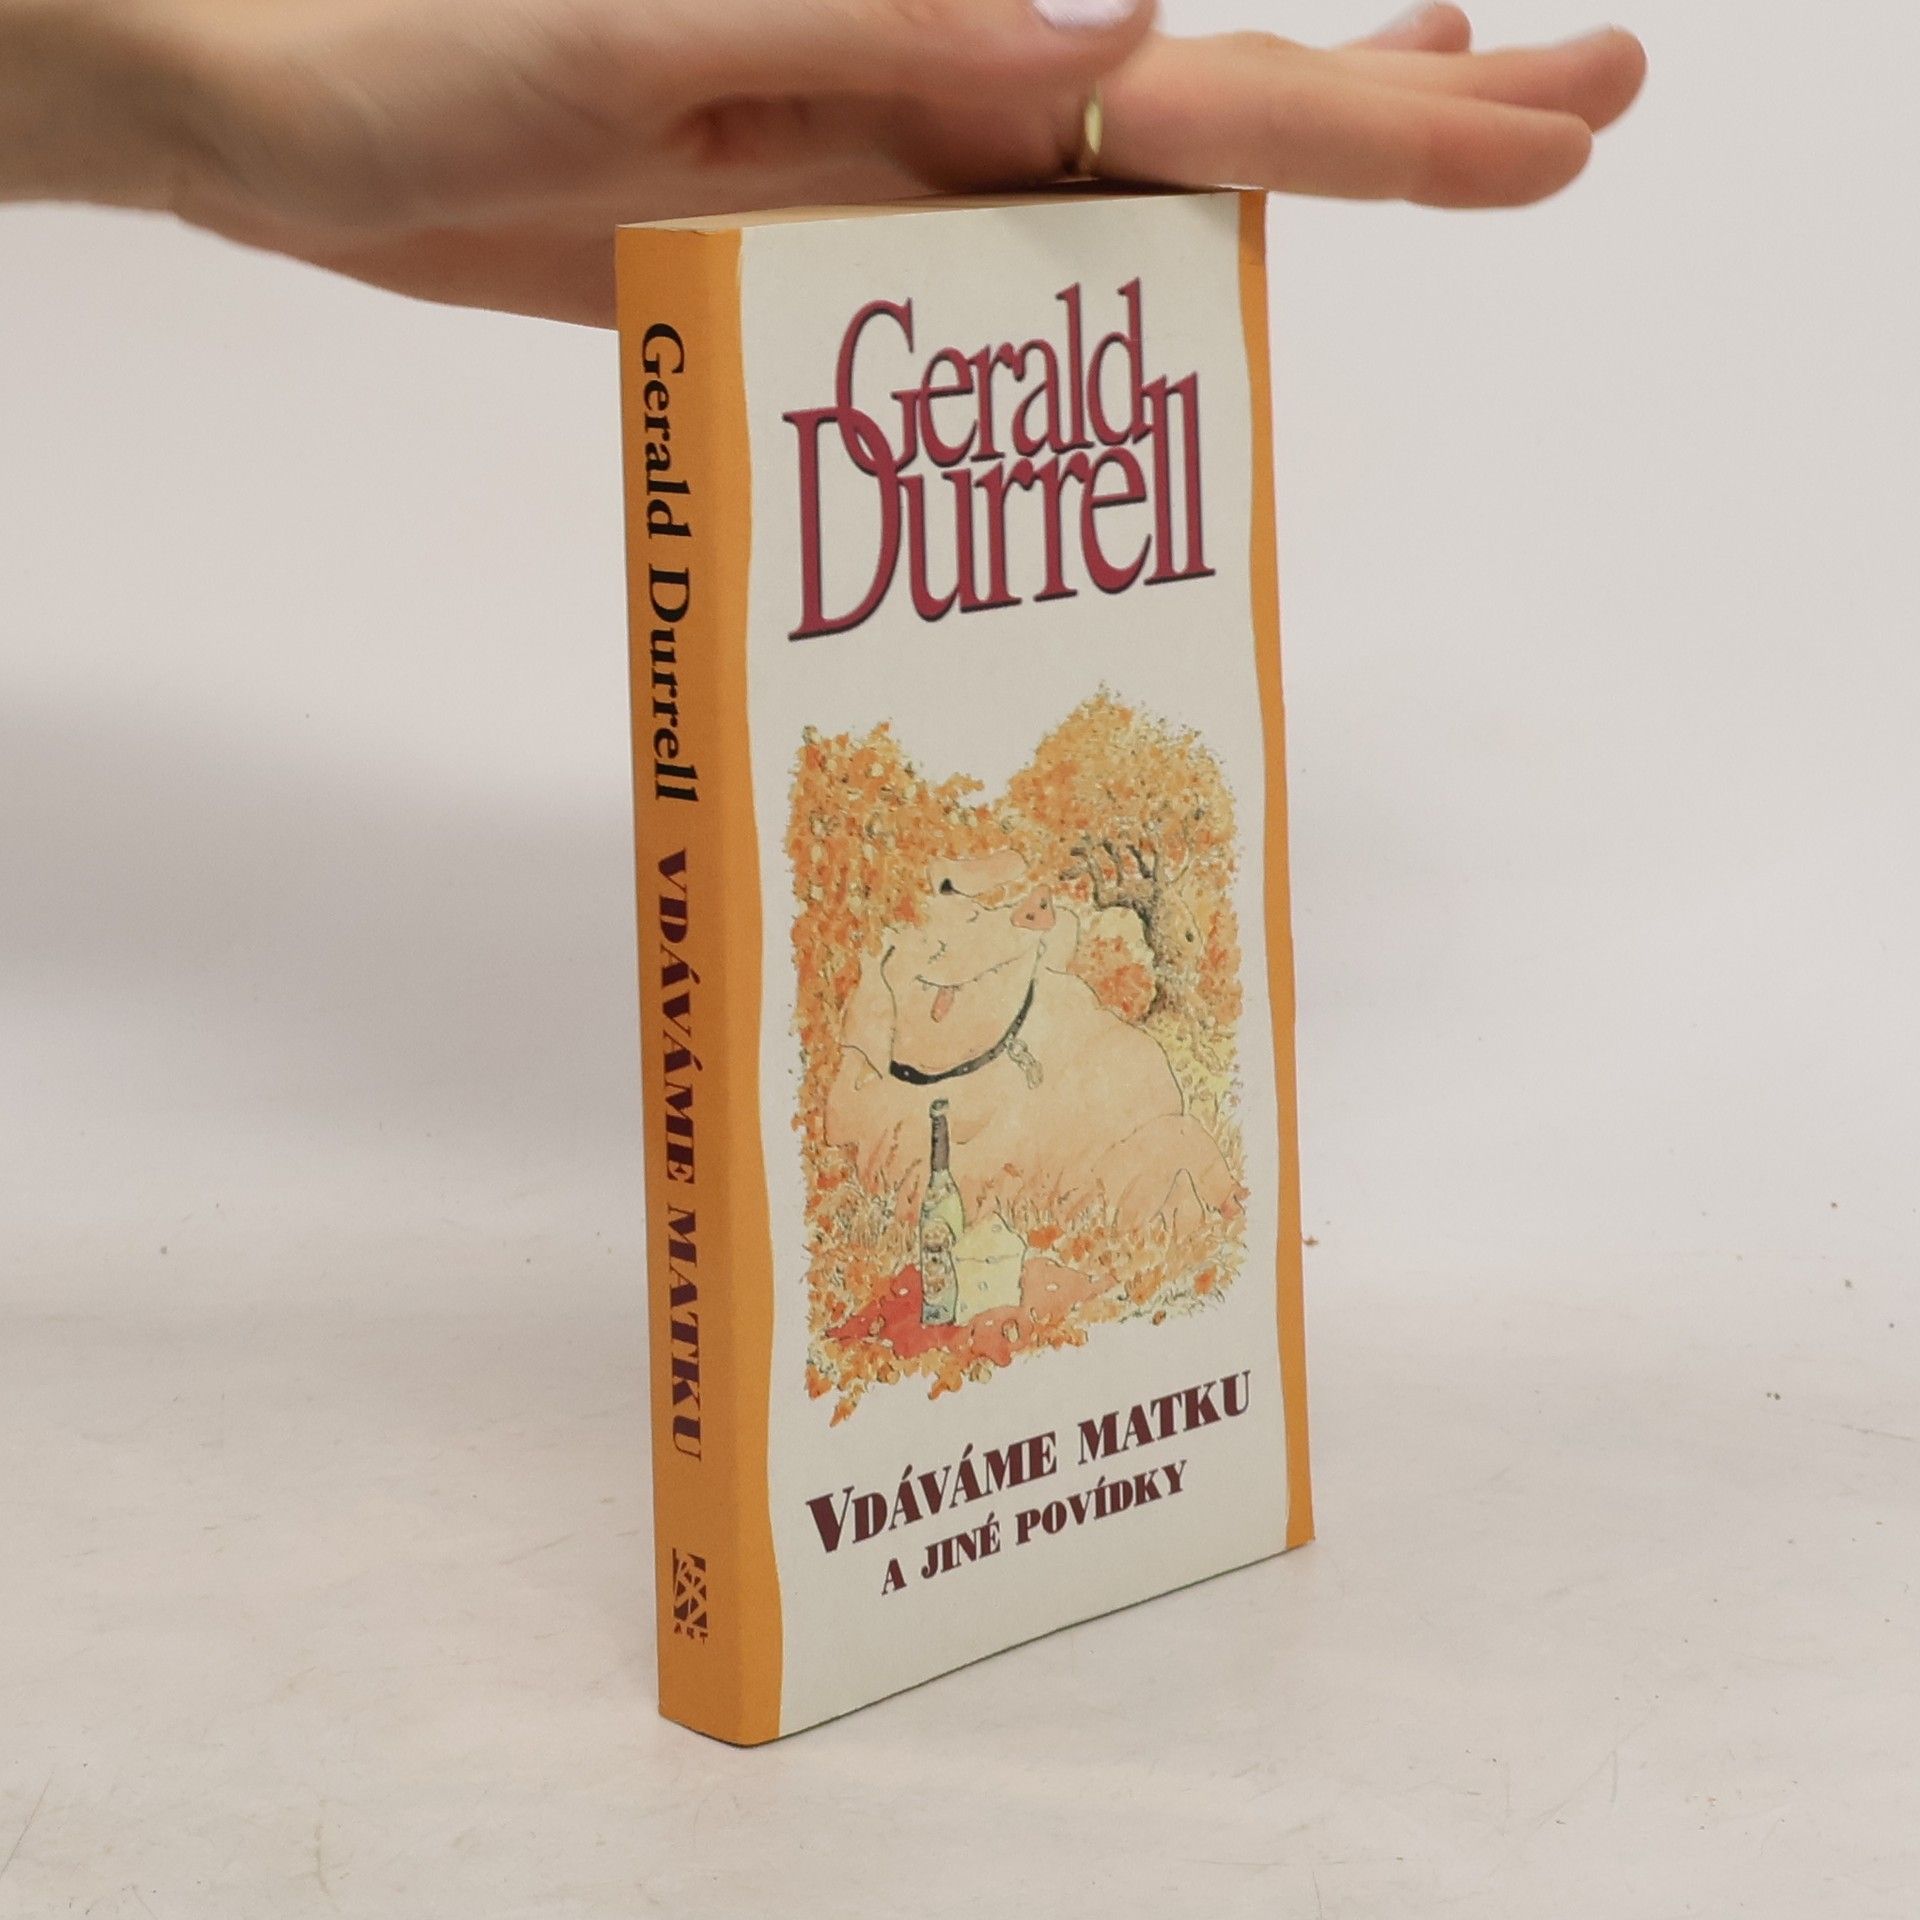 Gerald Durrell VDÁVÁME MATKU
Gerald
Durrell
VDÁVÁME MATKU
A JINÉ POVÍDKY